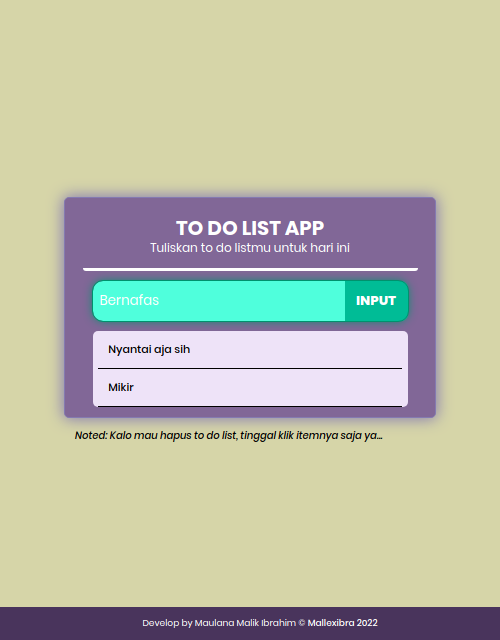 TO DO LIST APP
Tuliskan to do listmu untuk hari ini
Bernafas
INPUT
Nyantai aja sih
Mikir
Noted: Kalo mau hapus to do list, tinggal klik itemnya saja ya...
Develop by Maulana Malik Ibrahim © Mallexibra 2022